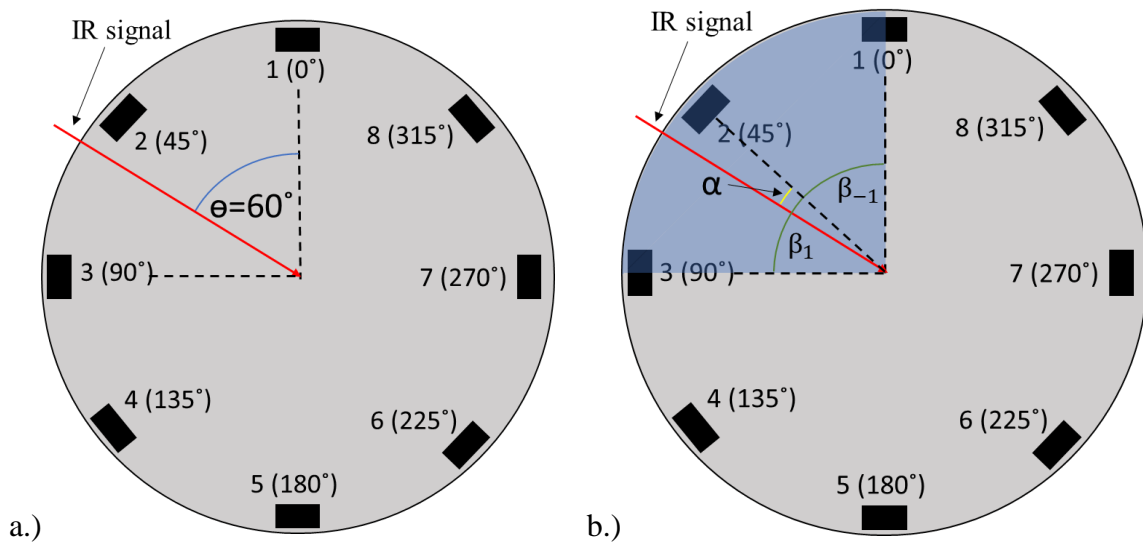 IR signal
1 (0˚)
2 (45˚)
8 (315˚)
ɵ=60˚
3 (90˚)
7 (270˚)
4 (135˚)
6 (225˚)
5 (180˚)
a.)
IR signal
1 (0˚)
2 (45˚)
8 (315˚)
α
β₋₁
β₁
3 (90˚)
7 (270˚)
4 (135˚)
6 (225˚)
5 (180˚)
b.)